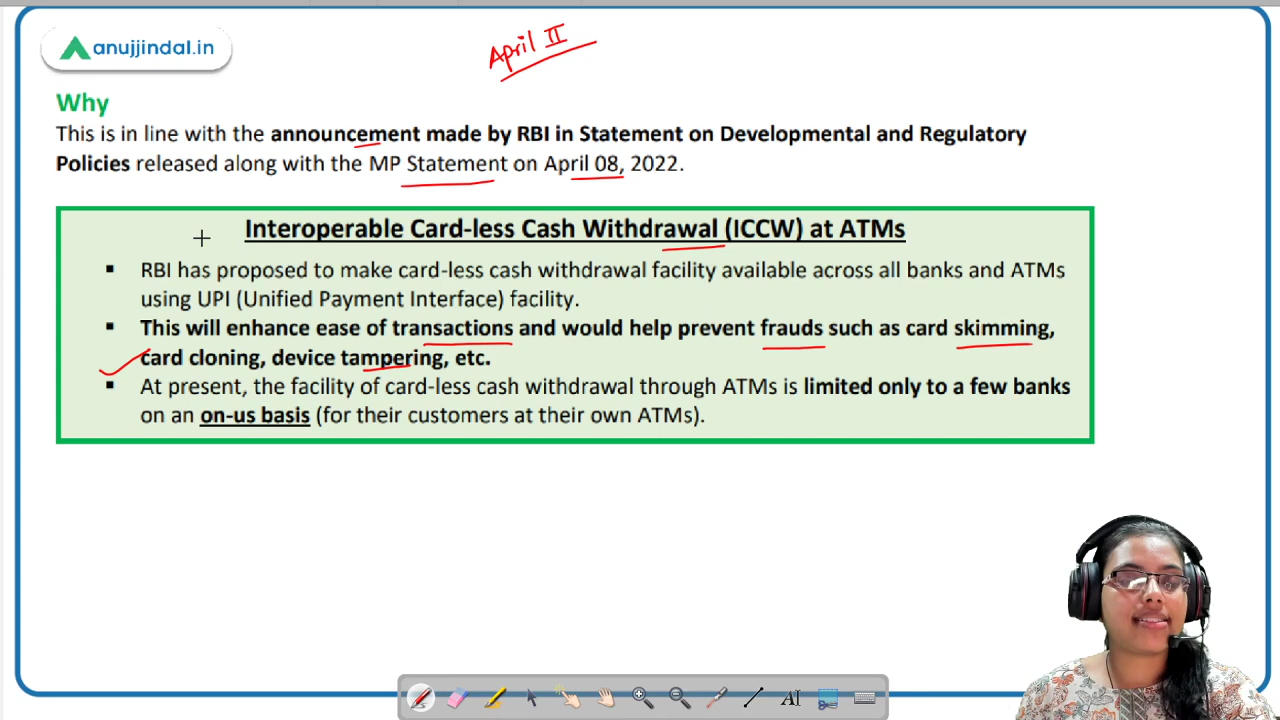 anujjindal.in
April II
Why
This is in line with the announcement made by RBI in Statement on Developmental and Regulatory
Policies released along with the MP Statement on April 08, 2022.
Interoperable Card-less Cash Withdrawal (ICCW) at ATMs
▪ RBI has proposed to make card-less cash withdrawal facility available across all banks and ATMs
using UPI (Unified Payment Interface) facility.
▪ This will enhance ease of transactions and would help prevent frauds such as card skimming,
card cloning, device tampering, etc.
▪ At present, the facility of card-less cash withdrawal through ATMs is limited only to a few banks
on an on-us basis (for their customers at their own ATMs).
AI